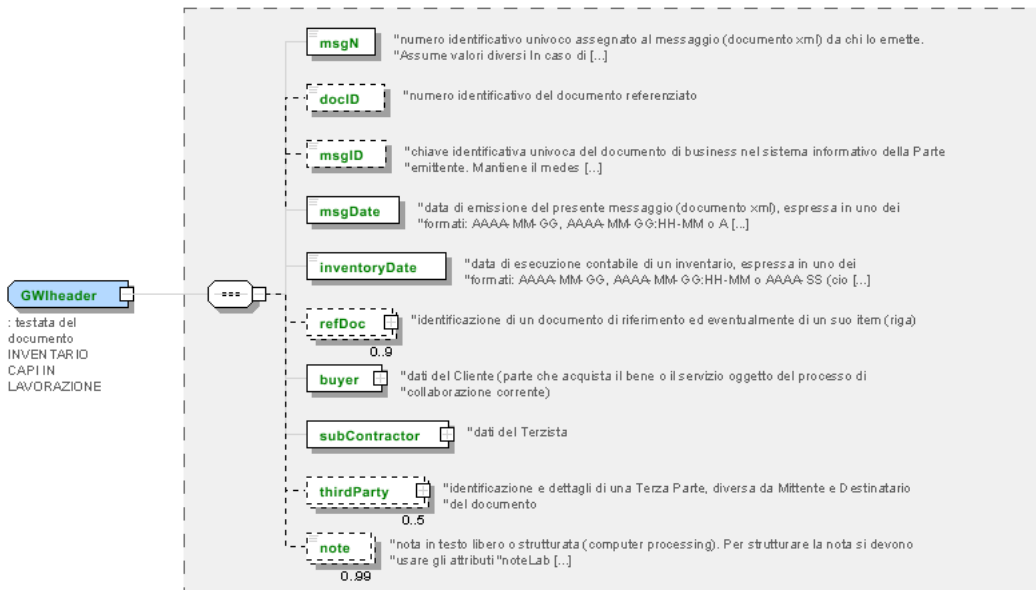 msgN
"numero identificativo univoco assegnato al messaggio (documento xml) da chi lo emette.
"Assume valori diversi In caso di [...]
docID
"numero identificativo del documento referenziato
msgID
"chiave identificativa univoca del documento di business nel sistema informativo della Parte
"emittente. Mantiene il medes [...]
msgDate
"data di emissione del presente messaggio (documento xml), espressa in uno dei
"formati: AAAA-MM-GG, AAAA-MM-GG:HH-MM o A [...]
inventoryDate
"data di esecuzione contabile di un inventario, espressa in uno dei
"formati: AAAA-MM-GG, AAAA-MM-GG:HH-MM o AAAA-SS (cio [...]
GWIheader
: testata del
documento
INVENTARIO
CAPI IN
LAVORAZIONE
refDoc
"identificazione di un documento di riferimento ed eventualmente di un suo item (riga)
0..9
buyer
"dati del Cliente (parte che acquista il bene o il servizio oggetto del processo di
"collaborazione corrente)
subContractor
"dati del Terzista
thirdParty
"identificazione e dettagli di una Terza Parte, diversa da Mittente e Destinatario
"del documento
0..5
note
"nota in testo libero o strutturata (computer processing). Per strutturare la nota si devono
"usare gli attributi "noteLab [...]
0..99